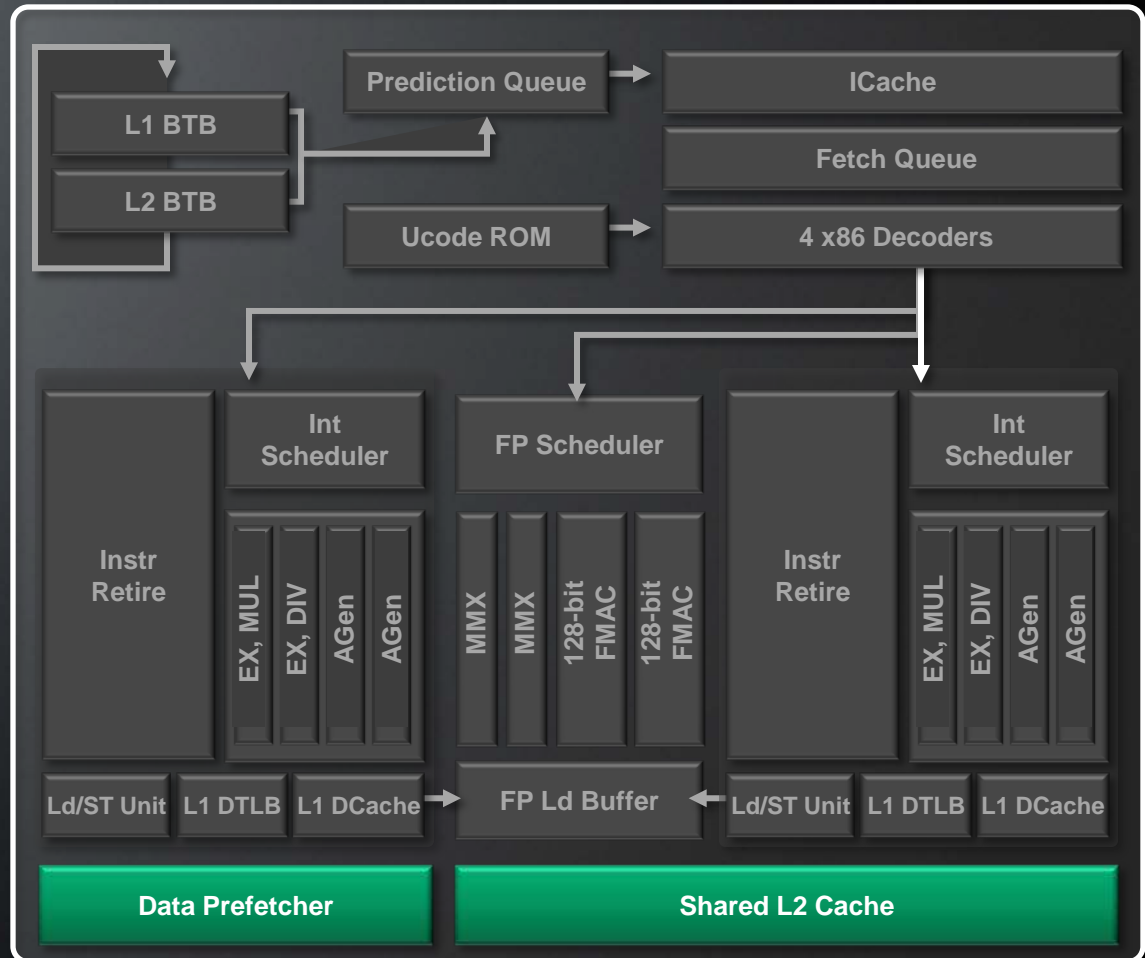 Prediction Queue
ICache
L1 BTB
Fetch Queue
L2 BTB
Ucode ROM
4 x86 Decoders
Instr
Retire
Int
Scheduler
EX, MUL
EX, DIV
AGen
AGen
FP Scheduler
MMX
MMX
128-bit
FMAC
128-bit
FMAC
Instr
Retire
Int
Scheduler
EX, MUL
EX, DIV
AGen
AGen
Ld/ST Unit
L1 DTLB
L1 DCache
FP Ld Buffer
Ld/ST Unit
L1 DTLB
L1 DCache
Data Prefetcher
Shared L2 Cache